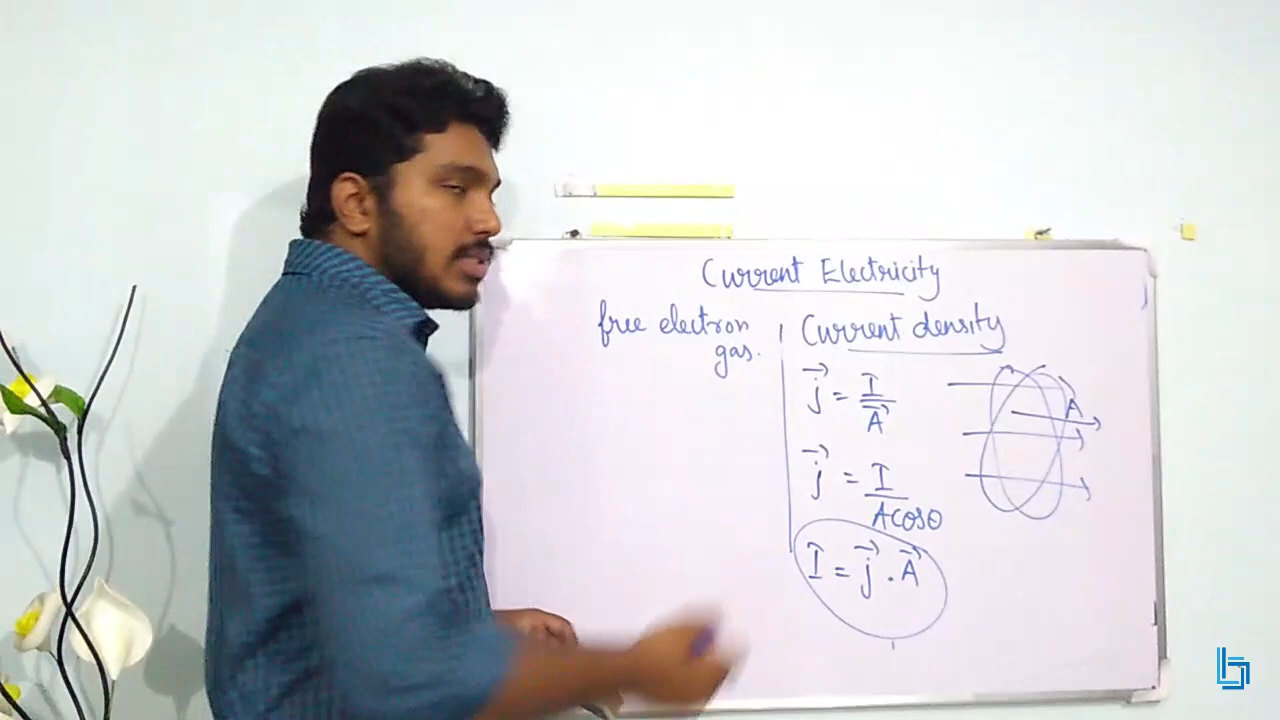 Current Electricity
free electron
gas.
Current density
j⃗ = I / A⃗
j⃗ = I / A cosθ
I = j⃗ . A⃗
A